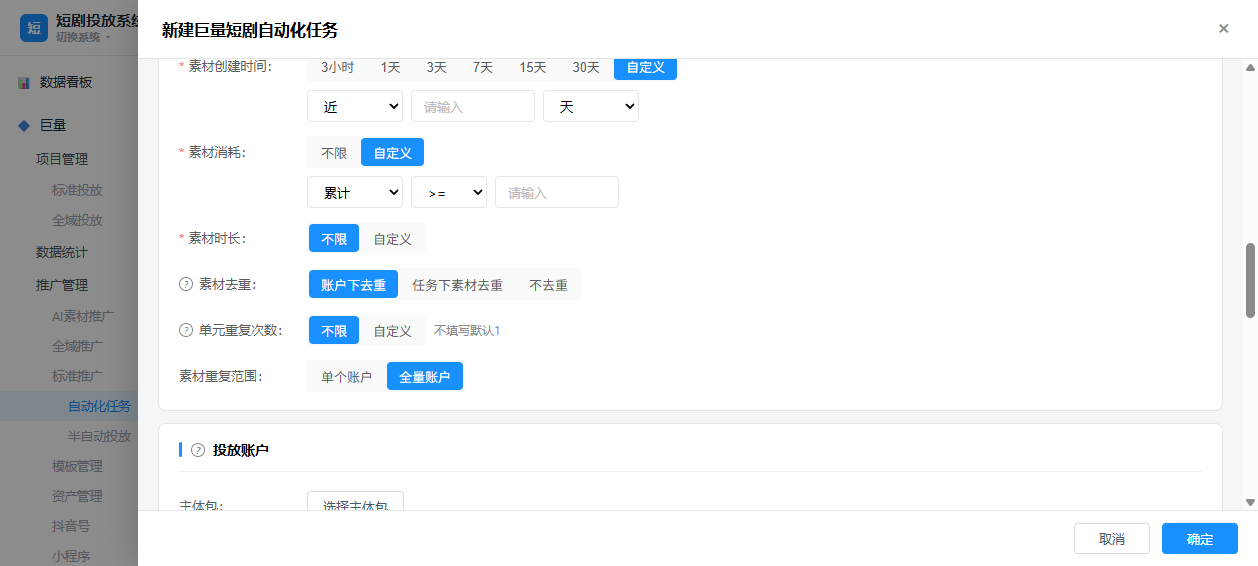 短 短剧投放系统
切换系统
数据看板
巨量
项目管理
标准投放
全域投放
数据统计
推广管理
AI素材推广
全域推广
标准推广
自动化任务
半自动投放
模板管理
资产管理
抖音号
小程序
新建巨量短剧自动化任务 ×
* 素材创建时间: 3小时 1天 3天 7天 15天 30天 自定义
近 请输入 天
* 素材消耗: 不限 自定义
累计 >= 请输入
* 素材时长: 不限 自定义
? 素材去重: 账户下去重 任务下素材去重 不去重
? 单元重复次数: 不限 自定义 不填写默认1
素材重复范围: 单个账户 全量账户
? 投放账户
主体包: 选择主体包
取消 确定